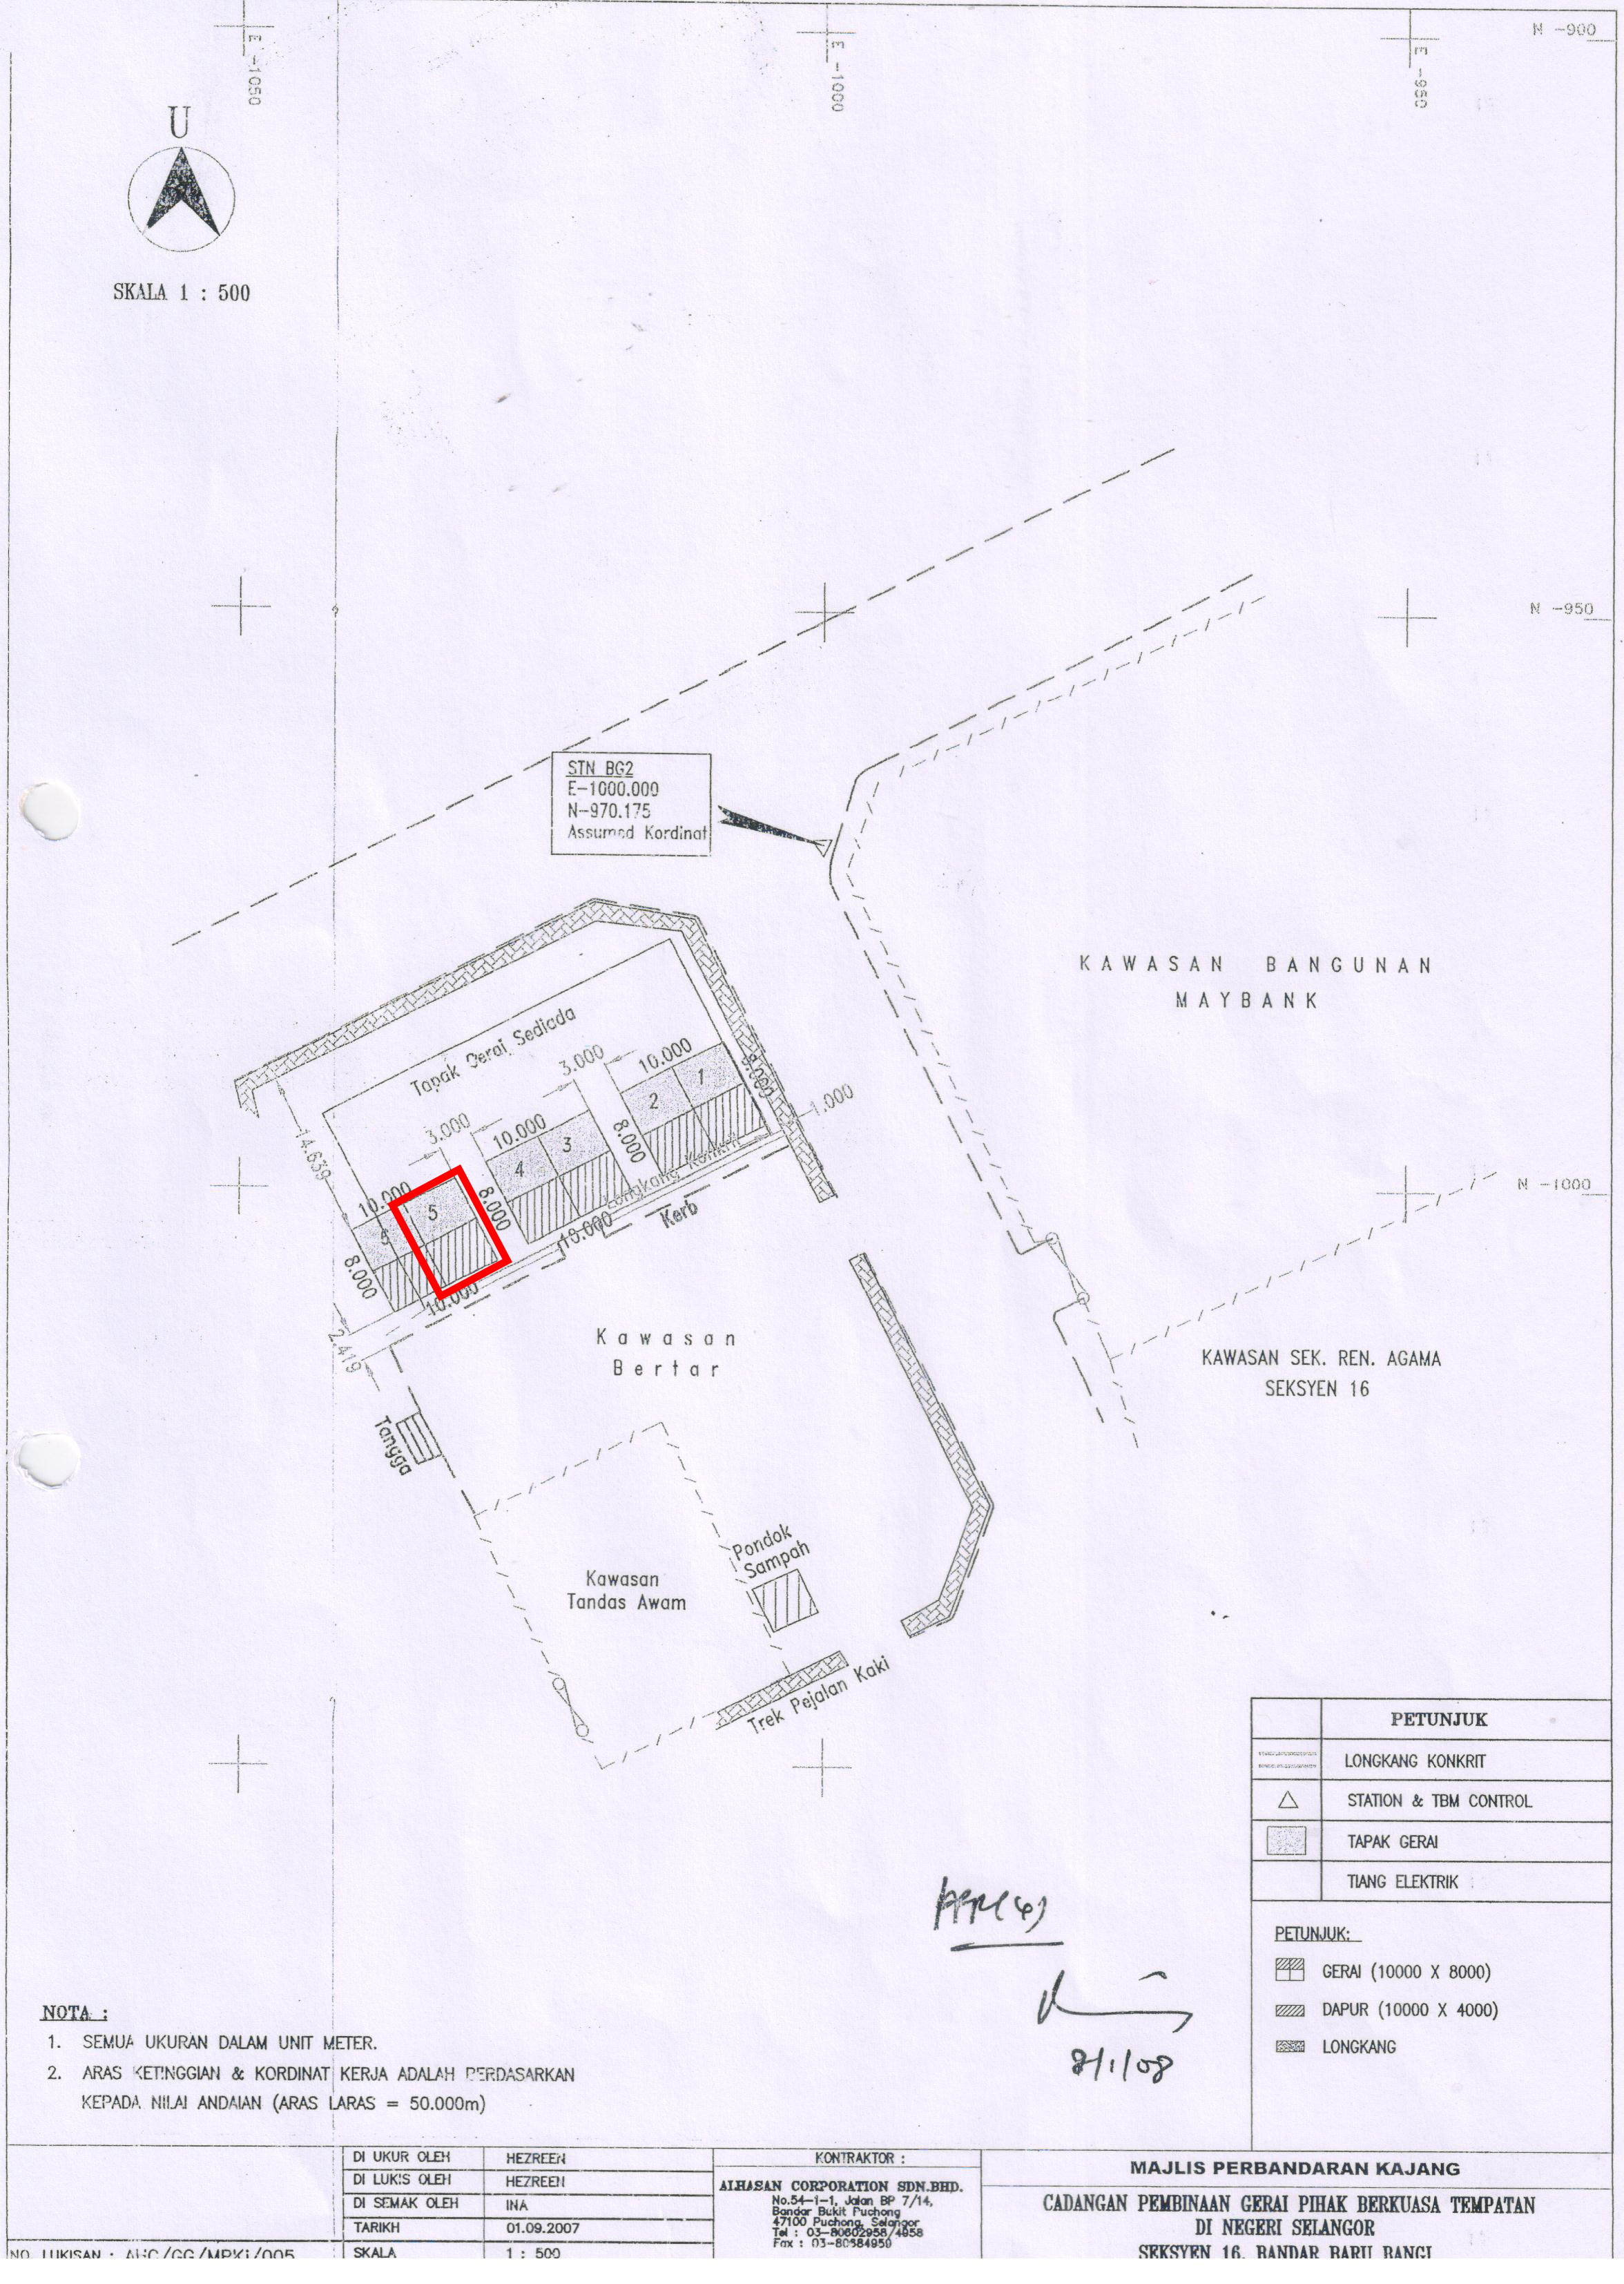 N -900
E -1050
E -1000
E -950
U
SKALA 1 : 500
N -950
STN BG2
E-1000.000
N-970.175
Assumed Kordinat
KAWASAN BANGUNAN
MAYBANK
Tapak Gerai Sediada
3.000
10.000
1
2
8.000
1.000
3.000
10.000
3
4
8.000
14.639
10.000
5
8.000
8.000
Longkang Konkrit
Kerb
10.000
10.000
2.419
N -1000
Kawasan
Bertar
KAWASAN SEK. REN. AGAMA
SEKSYEN 16
Tangga
Pondok
Sampah
Kawasan
Tandas Awam
Trek Pejalan Kaki
PETUNJUK
LONGKANG KONKRIT
STATION & TBM CONTROL
TAPAK GERAI
TIANG ELEKTRIK
PETUNJUK:
GERAI (10000 X 8000)
DAPUR (10000 X 4000)
LONGKANG
8/1/08
NOTA :
1. SEMUA UKURAN DALAM UNIT METER.
2. ARAS KETINGGIAN & KORDINAT KERJA ADALAH BERDASARKAN
KEPADA NILAI ANDAIAN (ARAS LARAS = 50.000m)
DI UKUR OLEH HEZREEN
DI LUKIS OLEH HEZREEN
DI SEMAK OLEH INA
TARIKH 01.09.2007
SKALA 1 : 500
NO. LUKISAN : AHC/GG/MPKj/005
KONTRAKTOR :
ALHASAN CORPORATION SDN.BHD.
No.54-1-1, Jalan BP 7/14,
Bandar Bukit Puchong
47100 Puchong, Selangor
Tel : 03-80602958/4958
Fax : 03-80684959
MAJLIS PERBANDARAN KAJANG
CADANGAN PEMBINAAN GERAI PIHAK BERKUASA TEMPATAN
DI NEGERI SELANGOR
SEKSYEN 16, BANDAR BARU BANGI